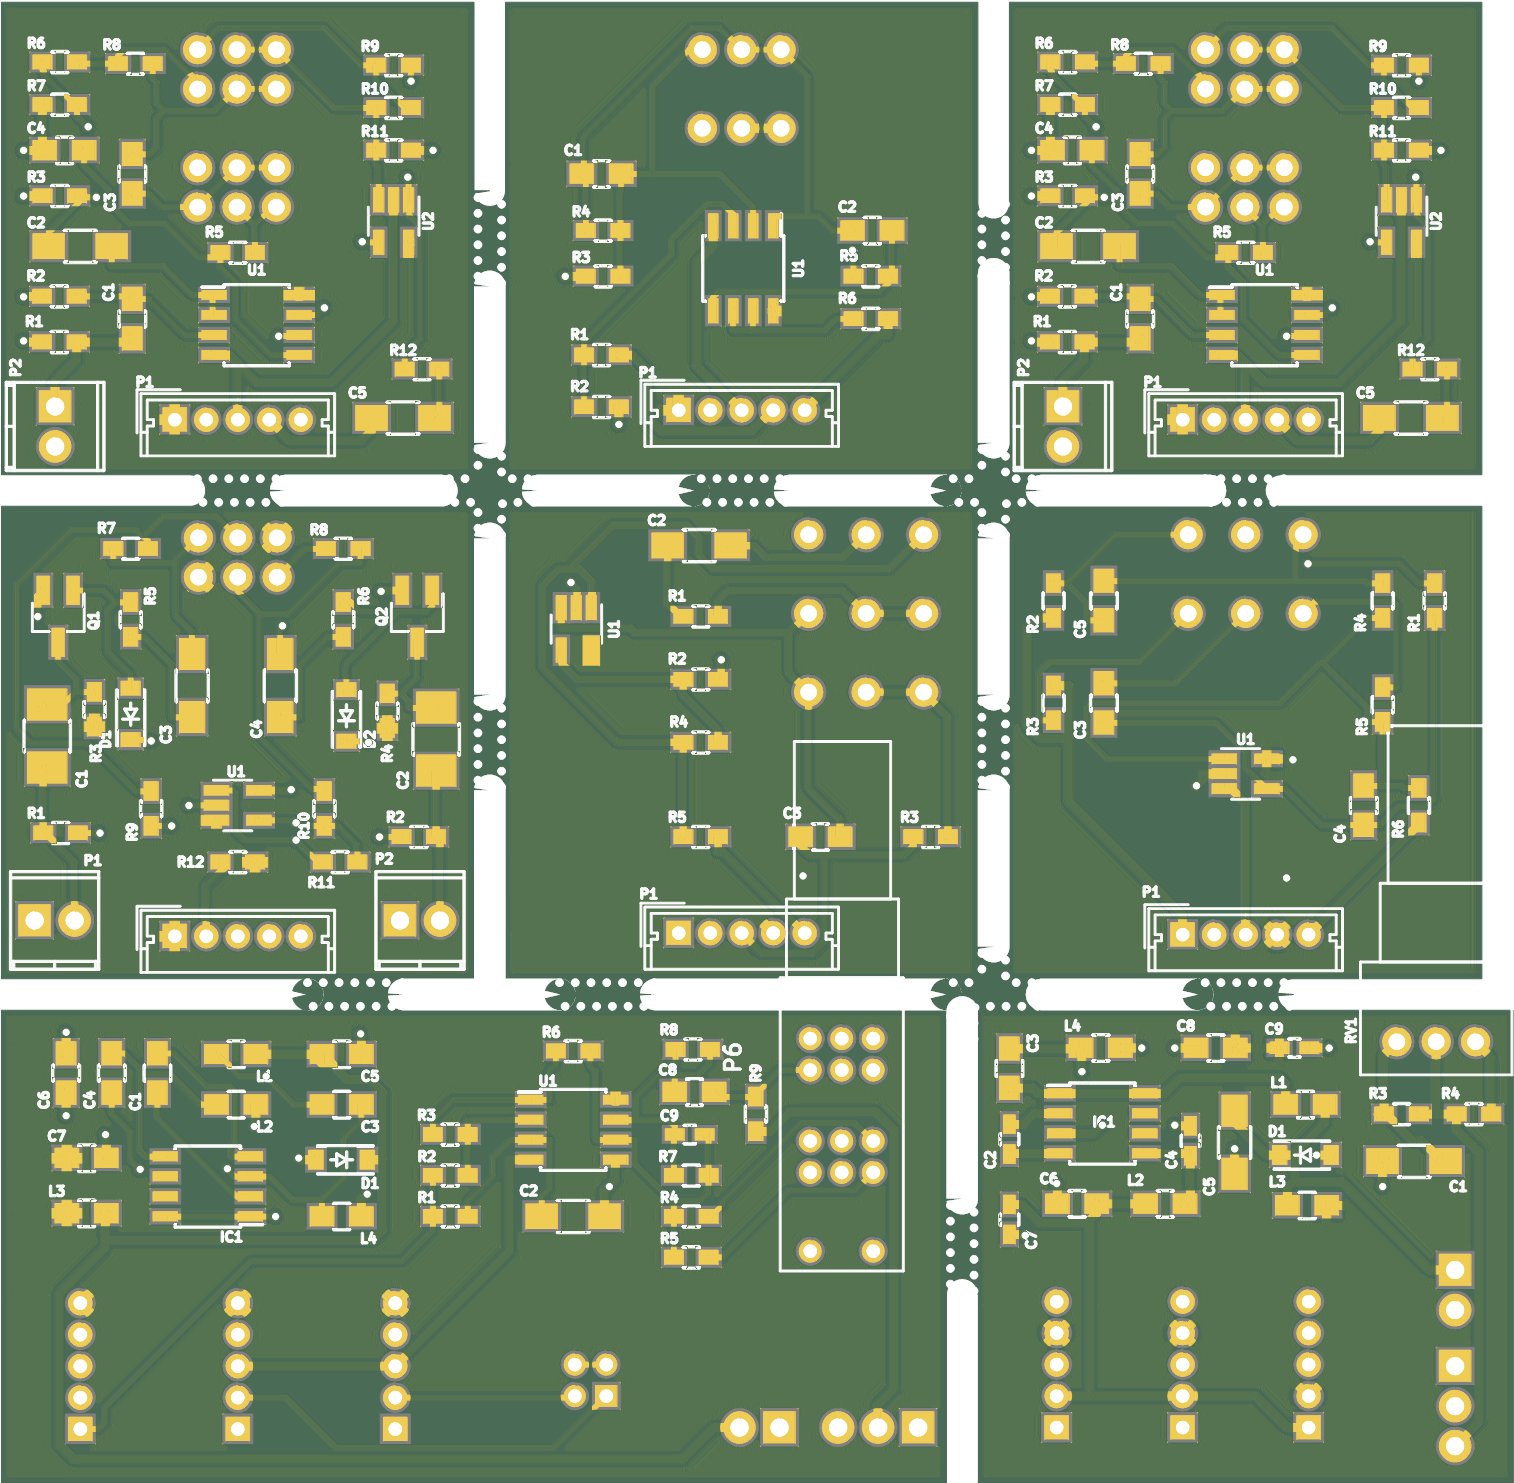 R6 R8 R9
R7 R10
C4 R11
R3 C3
C2 R5 U2
U1
R2 C1
R1 R12
P2 P1 C5
C1
R4 C2
R3 R5 U1
R6
R1
R2 P1
R6 R8 R9
R7 R10
C4 R11
R3 C3
C2 R5 U2
U1
R2 C1
R1 R12
P2 P1 C5
R7 R8
Q1 R5 R6 Q2
R3 D1 C3 C4 R4
C1 U1 C2
R1 R9 R10 R2
P1 R12 R11 P2
C2
R1 U1
R2
R4
R5 R3
P1
R2 C5 R4 R1
R3 C3 R5
U1
C4 R6
P1
R6 R8 P6
C6 C4 C1 L1 C5 U1 C8 R9
L2 C3 R3 C9
C7 R2 R7
D1
L3 R1 C2 R4
IC1 L4 R5
C3 L4 C8 C9 RV1
L1 R3 R4
IC1
C2 C4 D1
C6 L2 C5 L3 C1
C7